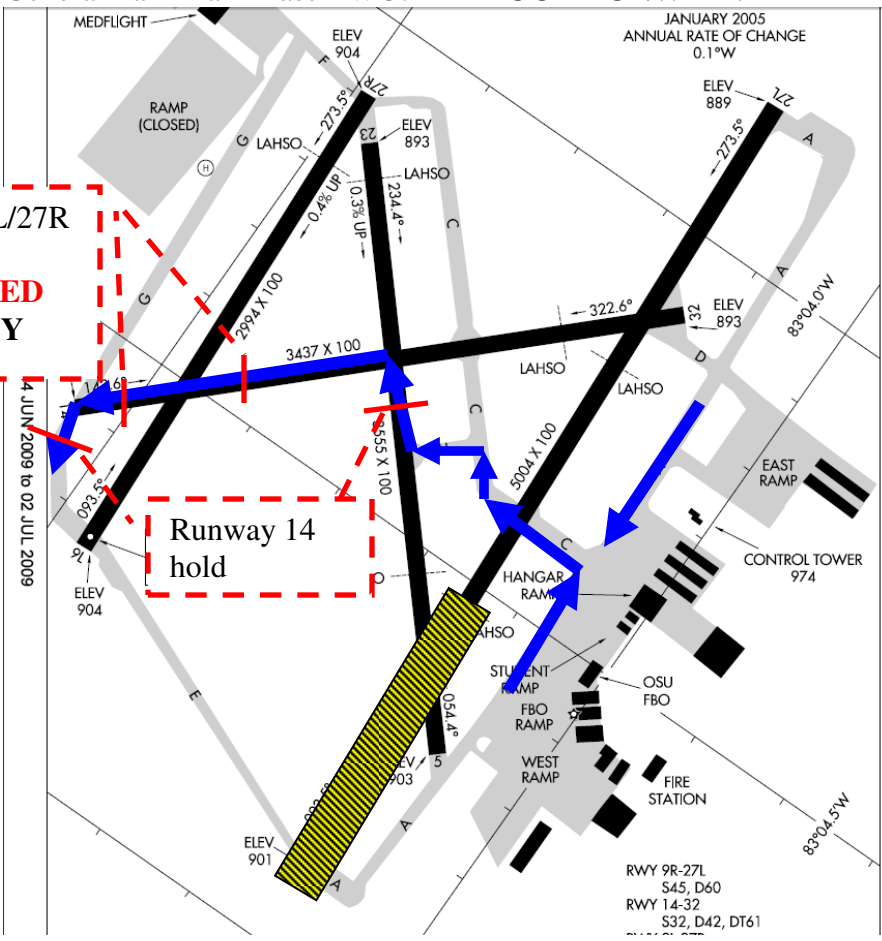 MEDFLIGHT
JANUARY 2005
ANNUAL RATE OF CHANGE
0.1°W
ELEV
904
27R
F
RAMP
(CLOSED)
G
273.5°
LAHSO
H
23
ELEV
893
LAHSO
ELEV
889
27L
273.5°
A
0.4% UP
0.3% UP
234.4°
C
A
L/27R
ED
Y
G
2994 X 100
3437 X 100
322.6°
32
ELEV
893
83°04.0'W
LAHSO
D
LAHSO
C
5004 X 100
EAST
RAMP
4 JUN 2009 to 02 JUL 2009
093.5°
9L
ELEV
904
Runway 14
hold
C
HANGAR
RAMP
CONTROL TOWER
974
STUDENT
RAMP
OSU
FBO
FBO
RAMP
054.4°
E
903
5
WEST
RAMP
FIRE
STATION
A
ELEV
901
A
83°04.5'W
RWY 9R-27L
S45, D60
RWY 14-32
S32, D42, DT61